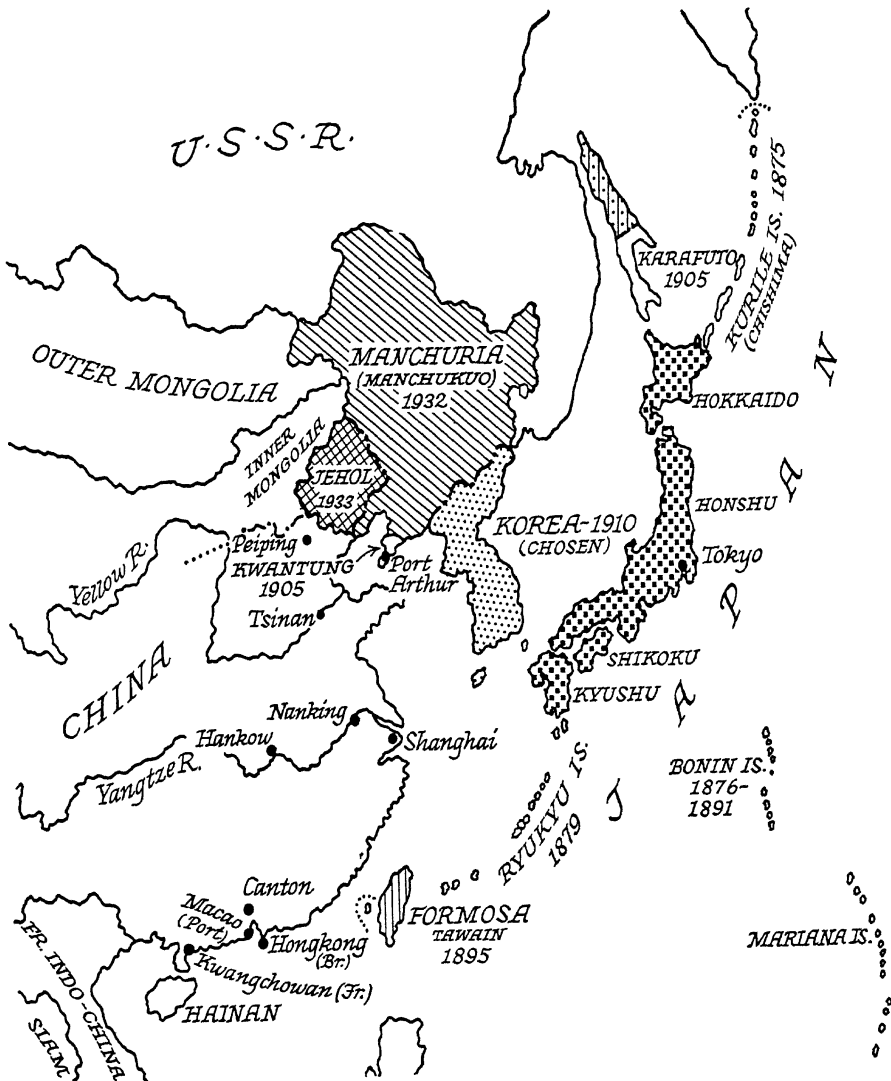 U.S.S.R.
KURILE IS. 1875
(CHISHIMA)
KARAFUTO
1905
OUTER MONGOLIA
MANCHURIA
(MANCHUKUO)
1932
HOKKAIDO
INNER
MONGOLIA
JEHOL
1933
HONSHU
KOREA-1910
(CHOSEN)
Peiping
Tokyo
Yellow R.
KWANTUNG
1905
Port
Arthur
Tsinan
SHIKOKU
KYUSHU
JAPAN
CHINA
Nanking
Hankow
Shanghai
Yangtze R.
BONIN IS.
1876-
1891
RYUKYU IS.
1879
Canton
Macao
(Port)
FORMOSA
TAWAIN
1895
Hongkong
(Br.)
MARIANA IS.
Kwangchowan (Fr.)
HAINAN
FR. INDO-CHINA
SIAM